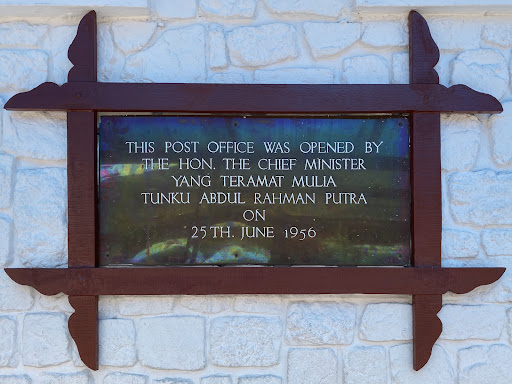 THIS POST OFFICE WAS OPENED BY
THE HON. THE CHIEF MINISTER
YANG TERAMAT MULIA
TUNKU ABDUL RAHMAN PUTRA
ON
25TH. JUNE 1956